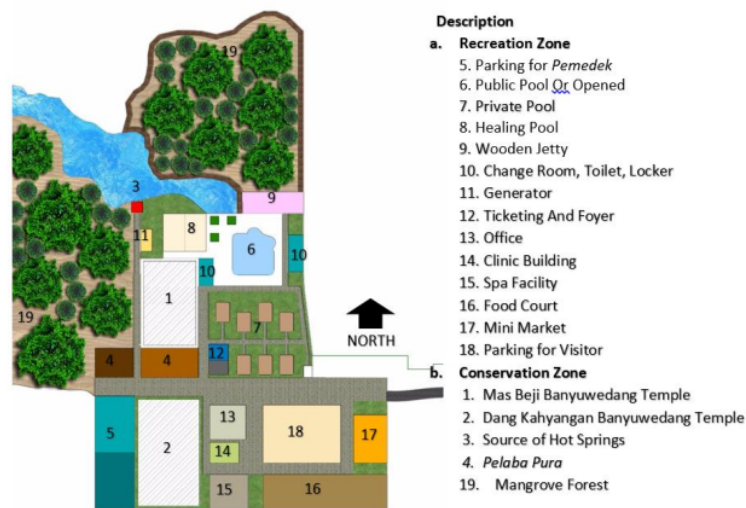 19
3
9
11
8
6
10
10
1
7
19
4
4
12
NORTH
5
2
13
14
18
17
15
16
Description
a. Recreation Zone
5. Parking for Pemedek
6. Public Pool Or Opened
7. Private Pool
8. Healing Pool
9. Wooden Jetty
10. Change Room, Toilet, Locker
11. Generator
12. Ticketing And Foyer
13. Office
14. Clinic Building
15. Spa Facility
16. Food Court
17. Mini Market
18. Parking for Visitor
b. Conservation Zone
1. Mas Beji Banyuwedang Temple
2. Dang Kahyangan Banyuwedang Temple
3. Source of Hot Springs
4. Pelaba Pura
19. Mangrove Forest